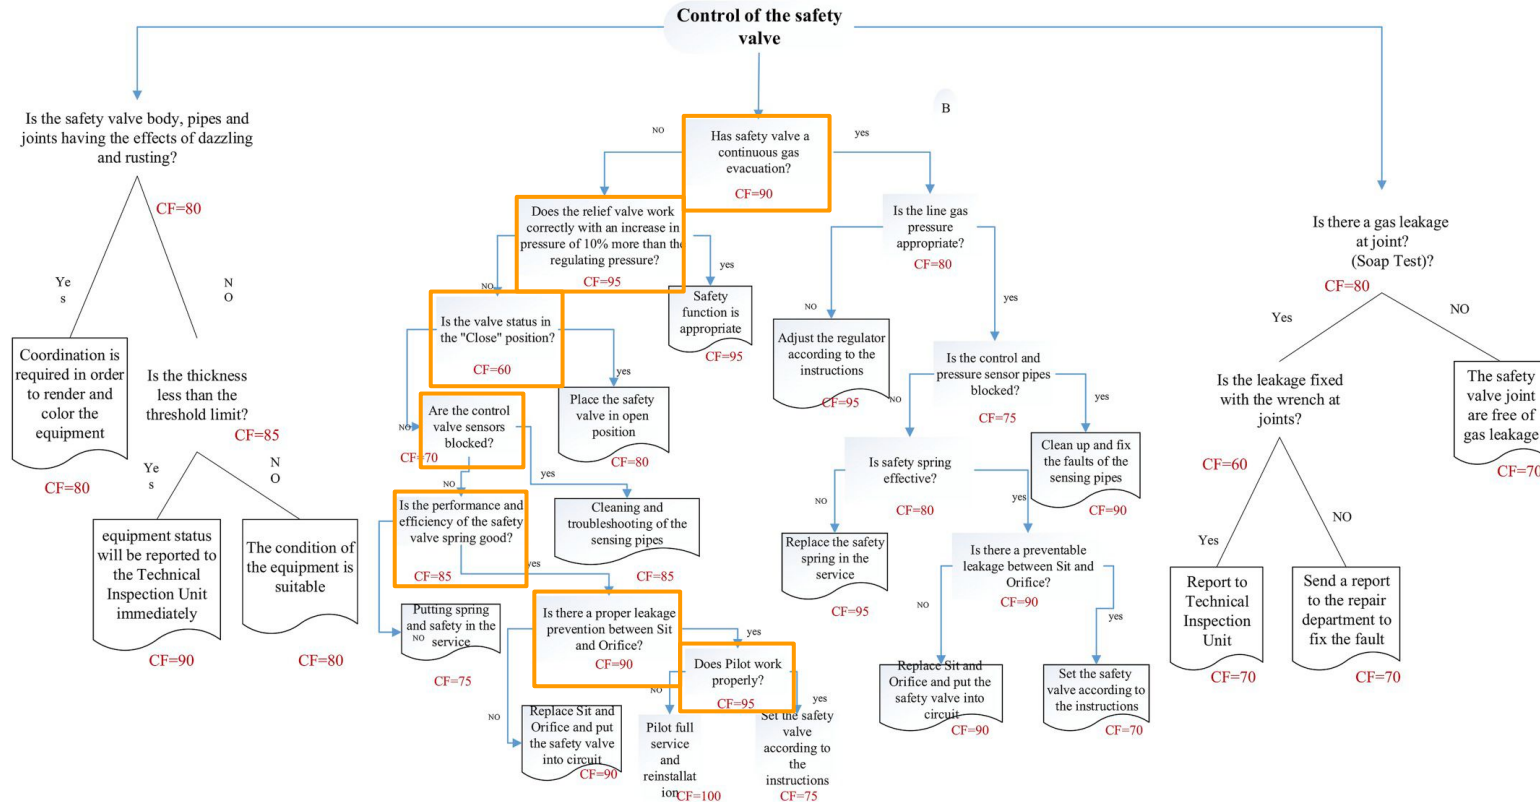 Control of the safety
valve
Is the safety valve body, pipes and
joints having the effects of dazzling
and rusting?
CF=80
Ye
s
N
O
Coordination is
required in order
to render and
color the
equipment
CF=80
Is the thickness
less than the
threshold limit?
CF=85
Ye
s
N
O
equipment status
will be reported to
the Technical
Inspection Unit
immediately
CF=90
The condition of
the equipment is
suitable
CF=80
B
Has safety valve a
continuous gas
evacuation?
CF=90
NO
yes
Does the relief valve work
correctly with an increase in
pressure of 10% more than the
regulating pressure?
CF=95
NO
yes
Safety
function is
appropriate
CF=95
Is the valve status in
the "Close" position?
CF=60
NO
yes
Place the safety
valve in open
position
CF=80
Are the control
valve sensors
blocked?
CF=70
NO
yes
Cleaning and
troubleshooting of the
sensing pipes
CF=85
Is the performance and
efficiency of the safety
valve spring good?
CF=85
yes
Putting spring
and safety in the
NO
service
CF=75
Is there a proper leakage
prevention between Sit
and Orifice?
CF=90
NO
yes
Replace Sit and
Orifice and put
the safety valve
into circuit
CF=90
Does Pilot work
properly?
CF=95
NO
yes
Pilot full
service
and
reinstallat
ion
CF=100
Set the safety
valve
according to
the
instructions
CF=75
Is the line gas
pressure
appropriate?
CF=80
NO
yes
Adjust the regulator
according to the
instructions
CF=95
Is the control and
pressure sensor pipes
blocked?
CF=75
NO
yes
Clean up and fix
the faults of the
sensing pipes
CF=90
Is safety spring
effective?
CF=80
NO
yes
Replace the safety
spring in the
service
CF=95
Is there a preventable
leakage between Sit and
Orifice?
CF=90
NO
yes
Replace Sit and
Orifice and put the
safety valve into
circuit
CF=90
Set the safety
valve according to
the instructions
CF=70
Is there a gas leakage
at joint?
(Soap Test)?
CF=80
Yes
NO
Is the leakage fixed
with the wrench at
joints?
CF=60
The safety
valve joint
are free of
gas leakage
CF=70
Yes
NO
Report to
Technical
Inspection
Unit
CF=70
Send a report
to the repair
department to
fix the fault
CF=70